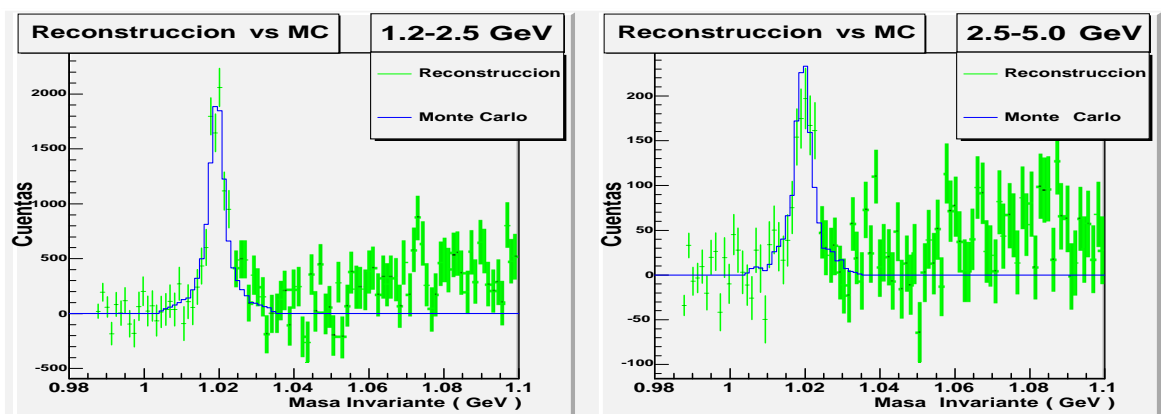 Reconstruccion vs MC
1.2-2.5 GeV
Reconstruccion
Monte Carlo
Cuentas
2000
1500
1000
500
0
-500
0.98 1 1.02 1.04 1.06 1.08 1.1
Masa Invariante ( GeV )
Reconstruccion vs MC
2.5-5.0 GeV
Reconstruccion
Monte Carlo
Cuentas
200
150
100
50
0
-50
-100
0.98 1 1.02 1.04 1.06 1.08 1.1
Masa Invariante ( GeV )